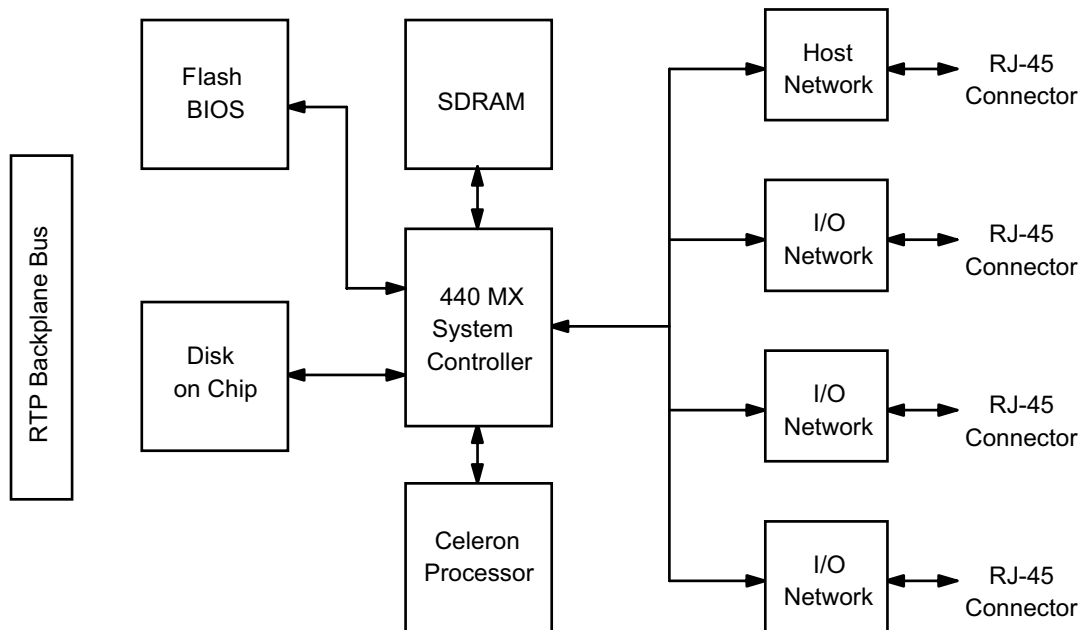 RTP Backplane Bus
Flash
BIOS
Disk
on Chip
SDRAM
440 MX
System
Controller
Celeron
Processor
Host
Network
RJ-45
Connector
I/O
Network
RJ-45
Connector
I/O
Network
RJ-45
Connector
I/O
Network
RJ-45
Connector